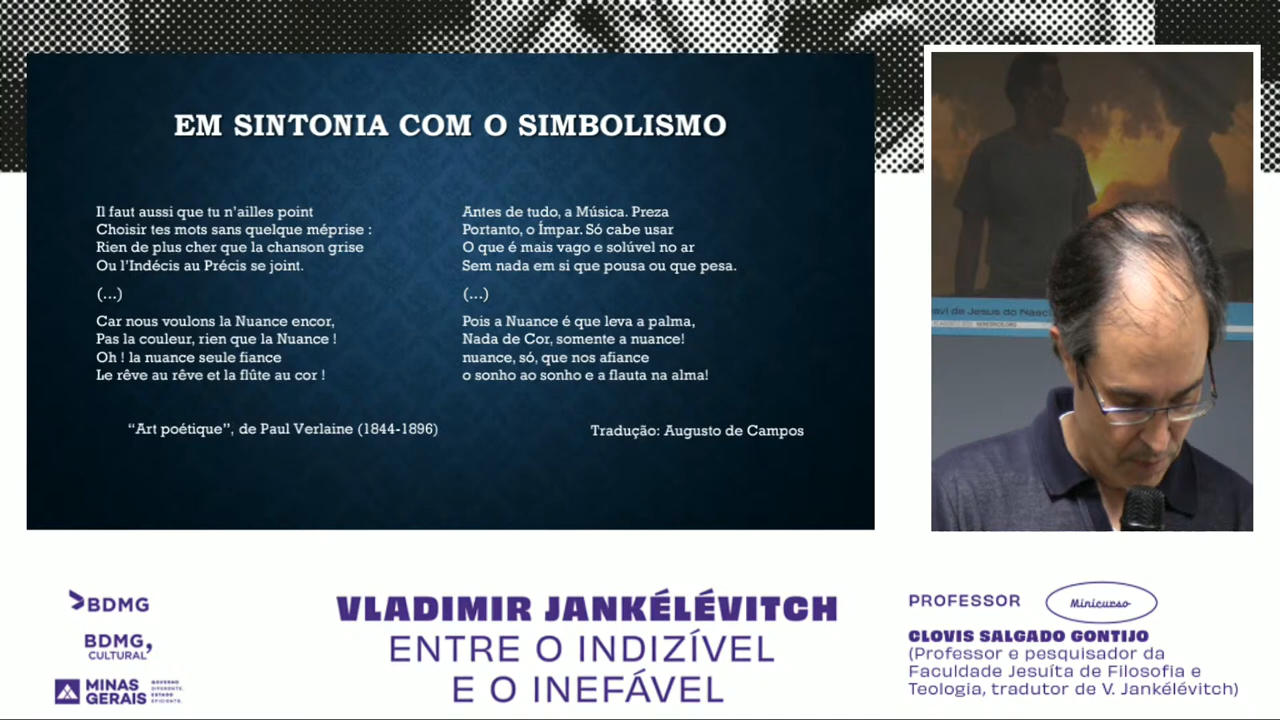 EM SINTONIA COM O SIMBOLISMO
Il faut aussi que tu n'ailles point
Choisir tes mots sans quelque méprise :
Rien de plus cher que la chanson grise
Ou l'Indécis au Précis se joint.
(...)
Car nous voulons la Nuance encor,
Pas la couleur, rien que la Nuance !
Oh ! la nuance seule fiance
Le rêve au rêve et la flûte au cor !
"Art poétique", de Paul Verlaine (1844-1896)
Antes de tudo, a Música. Preza
Portanto, o Ímpar. Só cabe usar
O que é mais vago e solúvel no ar
Sem nada em si que pousa ou que pesa.
(...)
Pois a Nuance é que leva a palma,
Nada de Cor, somente a nuance!
nuance, só, que nos afiance
o sonho ao sonho e a flauta na alma!
Tradução: Augusto de Campos
de Jesus do
BDMG
BDMG,
CULTURAL
MINAS
GERAIS
GOVERNO
DIFERENTE.
ESTADO
EFICIENTE.
VLADIMIR JANKÉLÉVITCH
ENTRE O INDIZÍVEL
E O INEFÁVEL
PROFESSOR
Minicurso
CLOVIS SALGADO GONTIJO
(Professor e pesquisador da
Faculdade Jesuíta de Filosofia e
Teologia, tradutor de V. Jankélévitch)